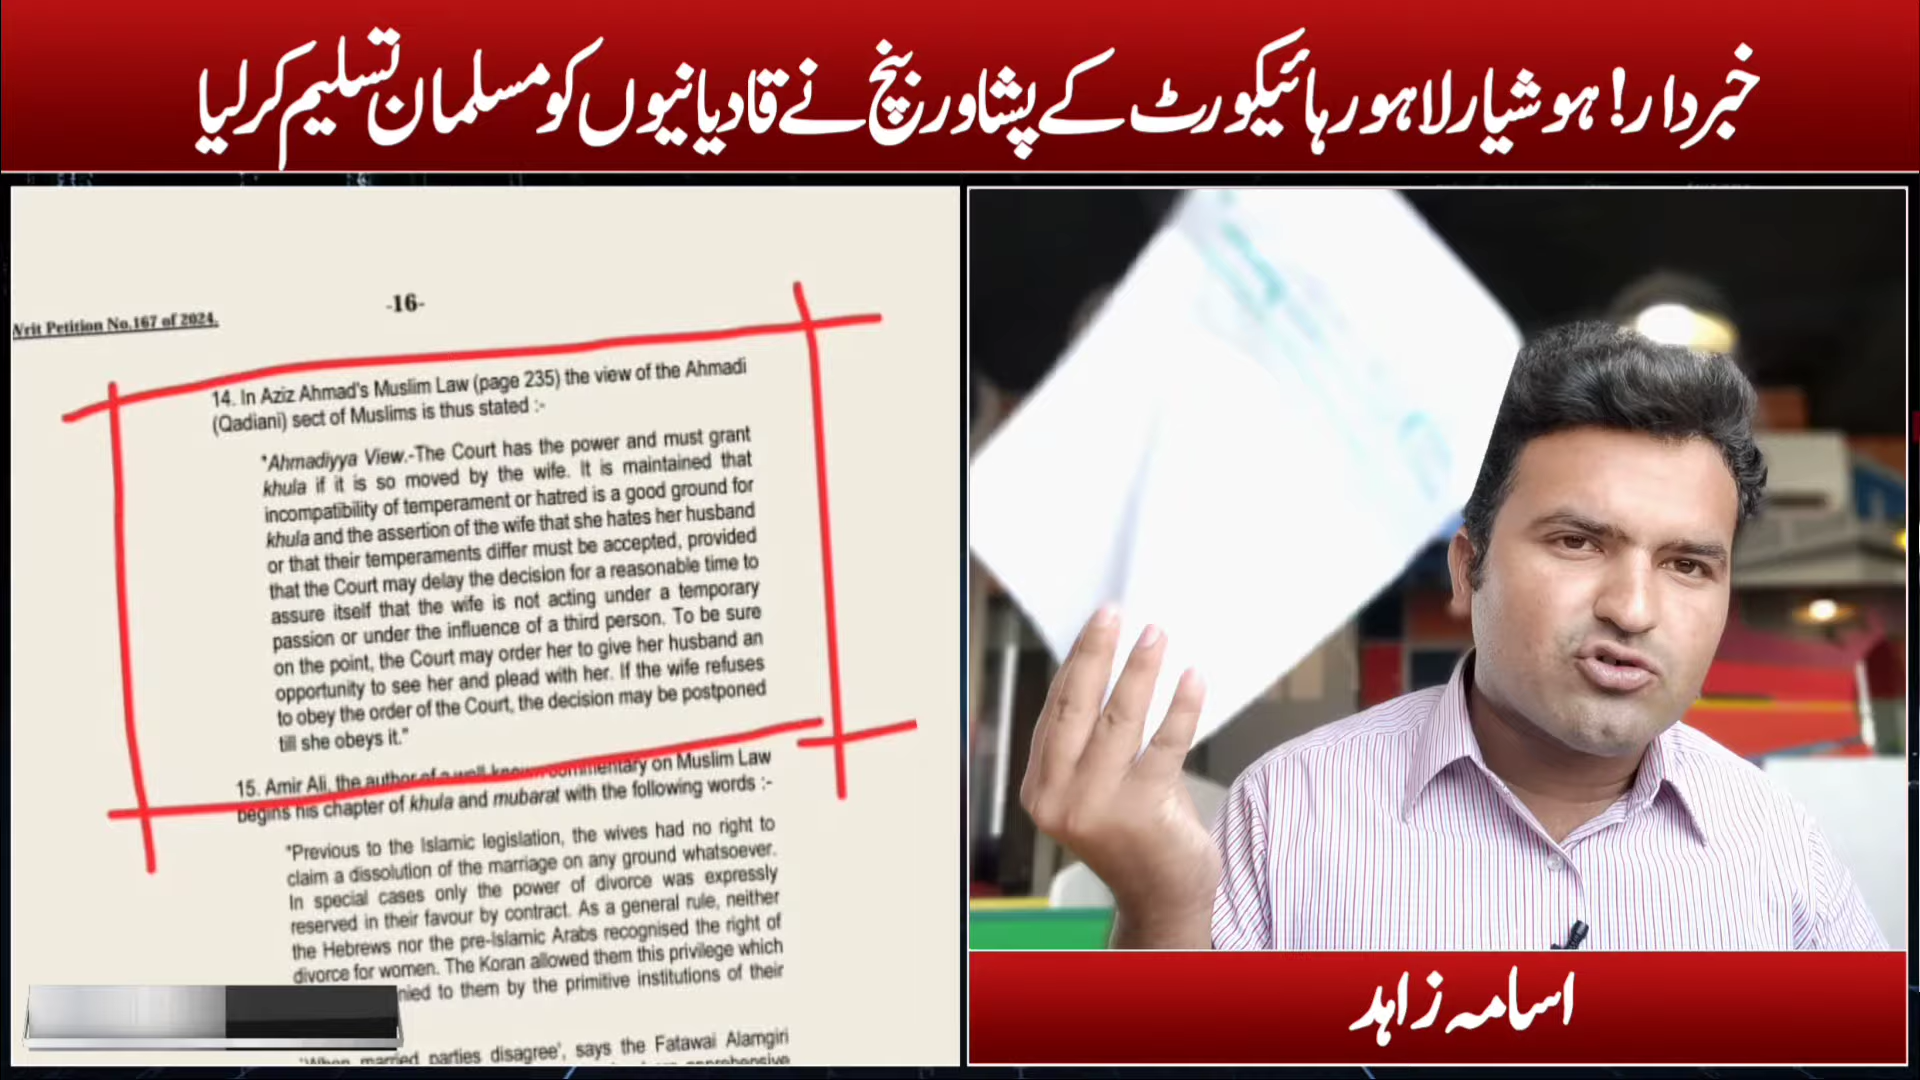 خبردار! ہوشیار لاہور ہائیکورٹ کے پشاور بنچ نے قادیانیوں کو مسلمان تسلیم کر لیا
-16-
Writ Petition No.167 of 2024.
14. In Aziz Ahmad's Muslim Law (page 235) the view of the Ahmadi
(Qadiani) sect of Muslims is thus stated :-
"Ahmadiyya View.-The Court has the power and must grant
khula if it is so moved by the wife. It is maintained that
incompatibility of temperament or hatred is a good ground for
khula and the assertion of the wife that she hates her husband
or that their temperaments differ must be accepted, provided
that the Court may delay the decision for a reasonable time to
assure itself that the wife is not acting under a temporary
passion or under the influence of a third person. To be sure
on the point, the Court may order her to give her husband an
opportunity to see her and plead with her. If the wife refuses
to obey the order of the Court, the decision may be postponed
till she obeys it."
15. Amir Ali, the author of a well-known commentary on Muslim Law
begins his chapter of khula and mubarat with the following words :-
"Previous to the Islamic legislation, the wives had no right to
claim a dissolution of the marriage on any ground whatsoever.
In special cases only the power of divorce was expressly
reserved in their favour by contract. As a general rule, neither
the Hebrews nor the pre-Islamic Arabs recognised the right of
divorce for women. The Koran allowed them this privilege which
to them by the primitive institutions of their
'When married parties disagree', says the Fatawai Alamgiri
اسامہ زاہد